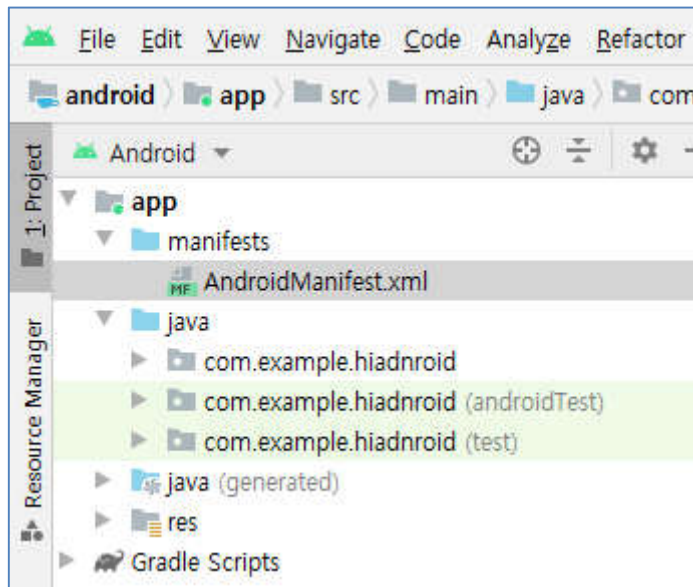 File Edit View Navigate Code Analyze Refactor
android app src main java com
1: Project
Android
app
manifests
MF AndroidManifest.xml
java
com.example.hiadnroid
com.example.hiadnroid (androidTest)
com.example.hiadnroid (test)
Resource Manager
java (generated)
res
Gradle Scripts